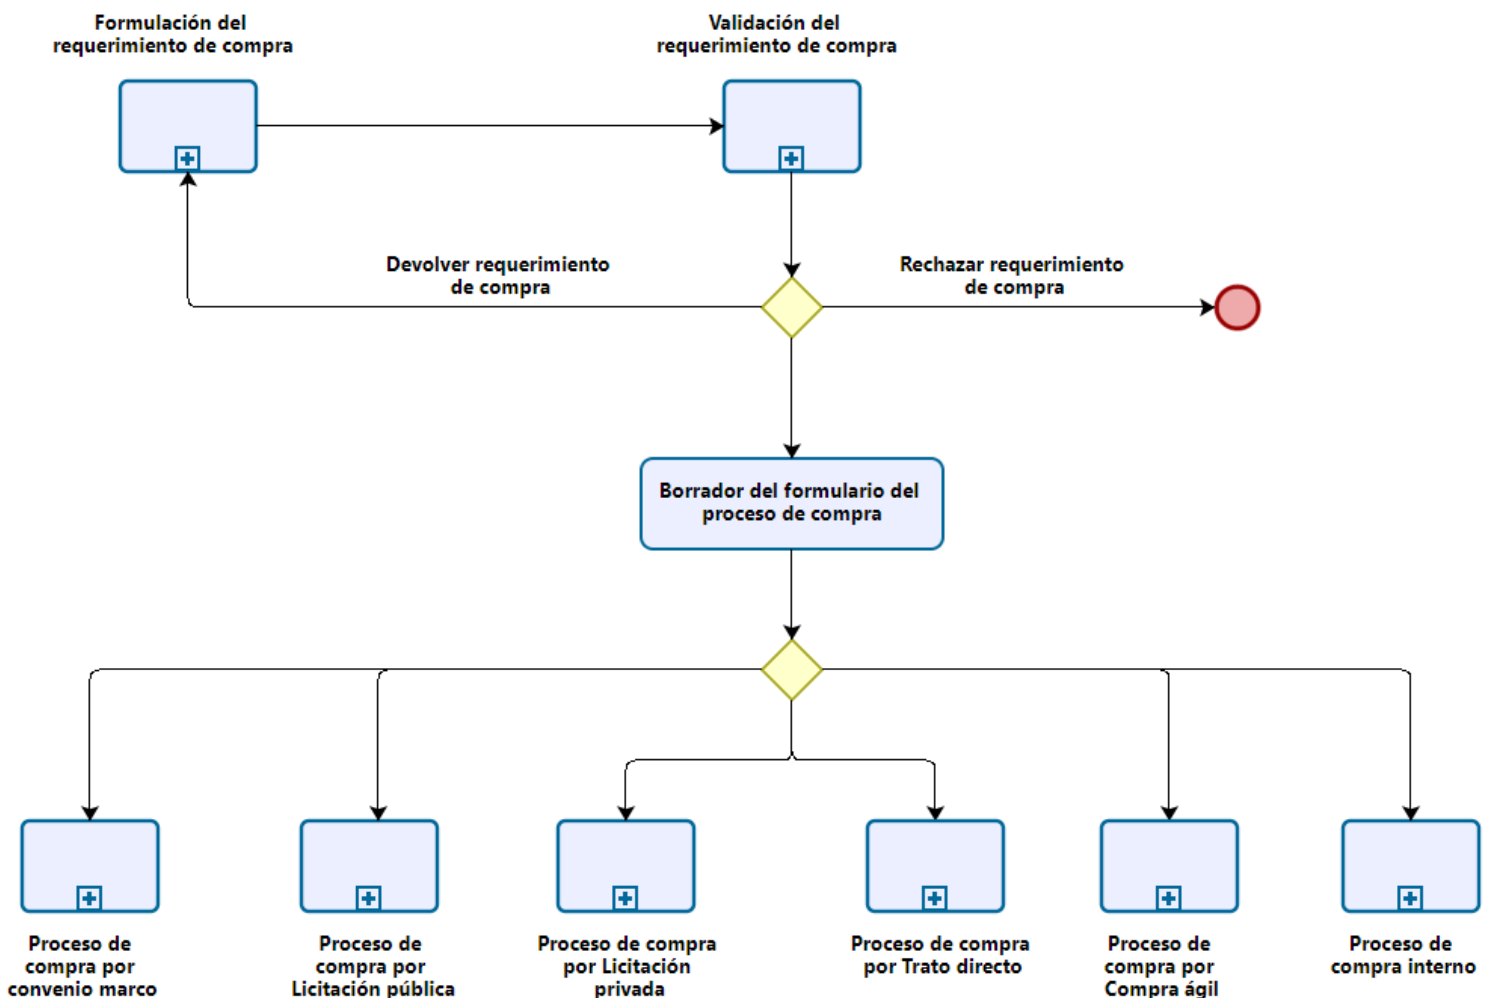 Formulación del
requerimiento de compra
Validación del
requerimiento de compra
Devolver requerimiento
de compra
Rechazar requerimiento
de compra
Borrador del formulario del
proceso de compra
Proceso de
compra por
convenio marco
Proceso de
compra por
Licitación pública
Proceso de compra
por Licitación
privada
Proceso de compra
por Trato directo
Proceso de
compra por
Compra ágil
Proceso de
compra interno